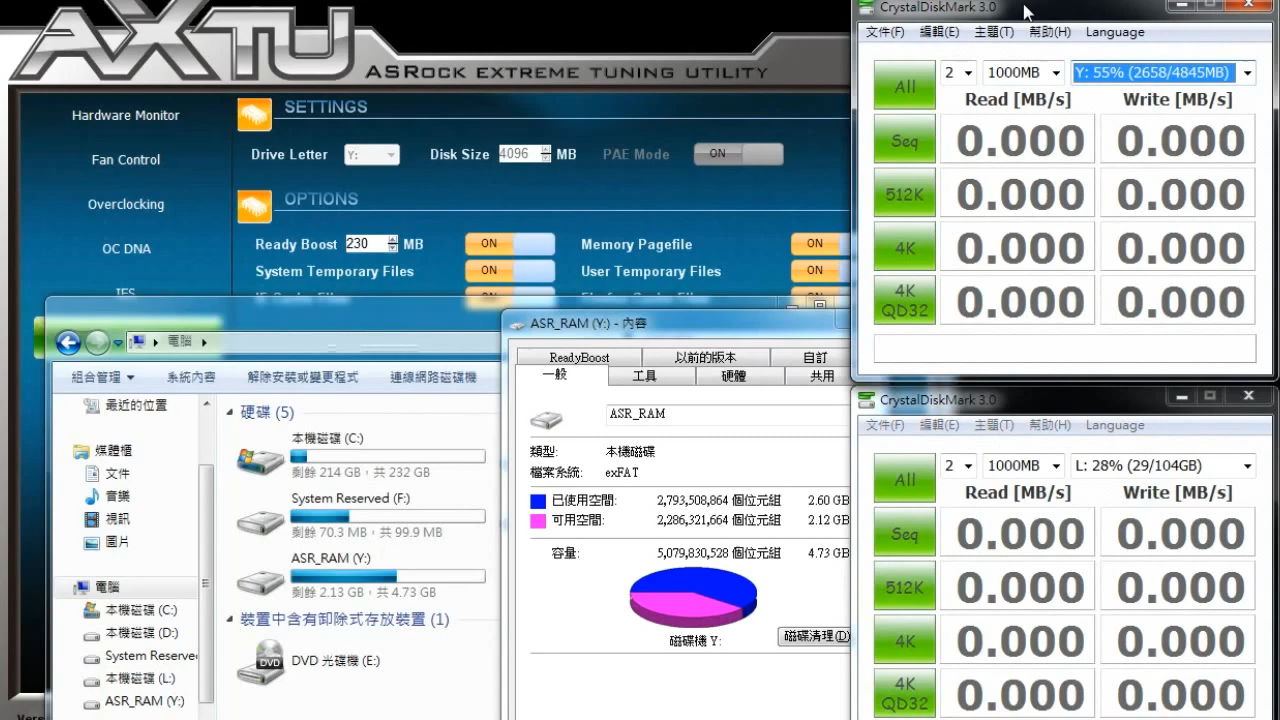 AXTU
ASROCK EXTREME TUNING UTILITY
Hardware Monitor
Fan Control
Overclocking
OC DNA
IES
SETTINGS
Drive Letter Y: Disk Size 4096 MB PAE Mode ON
OPTIONS
Ready Boost 230 MB ON Memory Pagefile ON
System Temporary Files ON User Temporary Files ON
電腦
組合管理 系統內容 解除安裝或變更程式 連線網路磁碟機
最近的位置
媒體櫃
文件
音樂
視訊
圖片
電腦
本機磁碟 (C:)
本機磁碟 (D:)
System Reserve
本機磁碟 (L:)
ASR_RAM (Y:)
硬碟 (5)
本機磁碟 (C:)
剩餘 214 GB，共 232 GB
System Reserved (F:)
剩餘 70.3 MB，共 99.9 MB
ASR_RAM (Y:)
剩餘 2.13 GB，共 4.73 GB
裝置中含有卸除式存放裝置 (1)
DVD
DVD 光碟機 (E:)
ASR_RAM (Y:) - 內容
ReadyBoost 以前的版本 自訂
一般 工具 硬體 共用
ASR_RAM
類型: 本機磁碟
檔案系統: exFAT
已使用空間: 2,793,508,864 個位元組 2.60 GB
可用空間: 2,286,321,664 個位元組 2.12 GB
容量: 5,079,830,528 個位元組 4.73 GB
磁碟機 Y: 磁碟清理(D)
CrystalDiskMark 3.0
文件(F) 編輯(E) 主題(T) 幫助(H) Language
All 2 1000MB Y: 55% (2658/4845MB)
Read [MB/s] Write [MB/s]
Seq 0.000 0.000
512K 0.000 0.000
4K 0.000 0.000
4K QD32 0.000 0.000
CrystalDiskMark 3.0
文件(F) 編輯(E) 主題(T) 幫助(H) Language
All 2 1000MB L: 28% (29/104GB)
Read [MB/s] Write [MB/s]
Seq 0.000 0.000
512K 0.000 0.000
4K 0.000 0.000
4K QD32 0.000 0.000